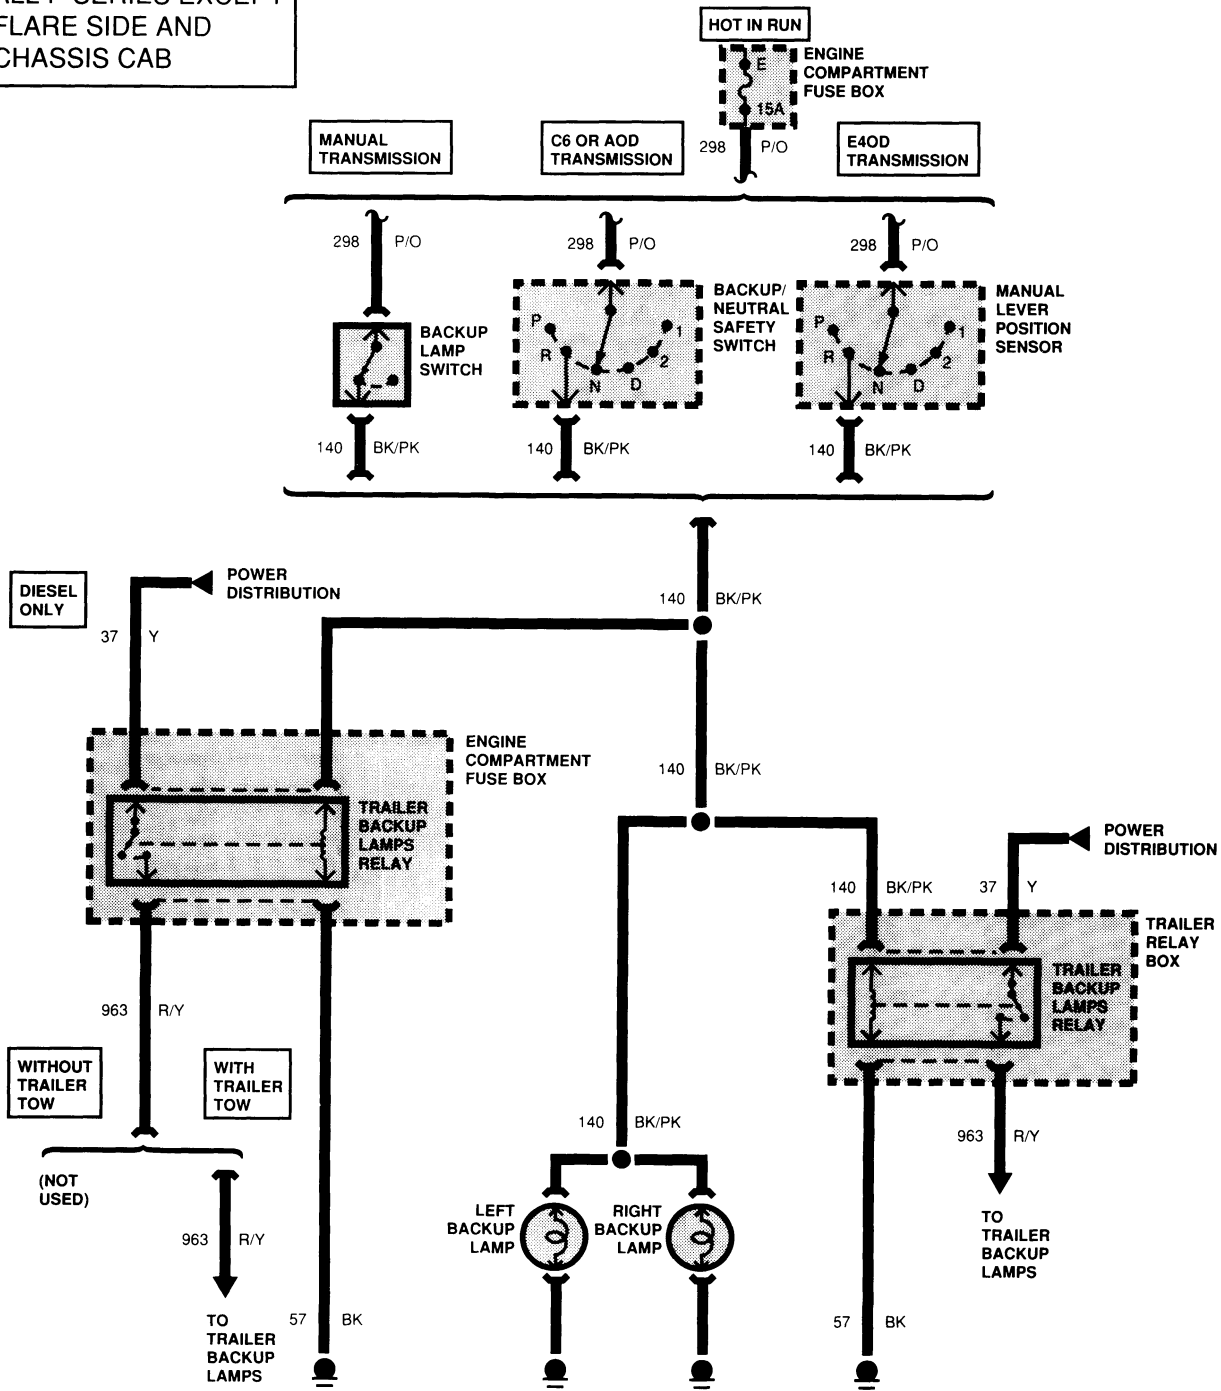 FLARE SIDE AND
CHASSIS CAB
HOT IN RUN
E
15A
ENGINE
COMPARTMENT
FUSE BOX
298 P/O
MANUAL
TRANSMISSION
C6 OR AOD
TRANSMISSION
E4OD
TRANSMISSION
298 P/O
298 P/O
298 P/O
BACKUP
LAMP
SWITCH
P
R
N
D
2
1
BACKUP/
NEUTRAL
SAFETY
SWITCH
P
R
N
D
2
1
MANUAL
LEVER
POSITION
SENSOR
140 BK/PK
140 BK/PK
140 BK/PK
140 BK/PK
DIESEL
ONLY
POWER
DISTRIBUTION
37 Y
ENGINE
COMPARTMENT
FUSE BOX
TRAILER
BACKUP
LAMPS
RELAY
140 BK/PK
POWER
DISTRIBUTION
140 BK/PK
37 Y
TRAILER
RELAY
BOX
TRAILER
BACKUP
LAMPS
RELAY
963 R/Y
WITHOUT
TRAILER
TOW
WITH
TRAILER
TOW
(NOT
USED)
963 R/Y
TO
TRAILER
BACKUP
LAMPS
57 BK
140 BK/PK
LEFT
BACKUP
LAMP
RIGHT
BACKUP
LAMP
963 R/Y
TO
TRAILER
BACKUP
LAMPS
57 BK